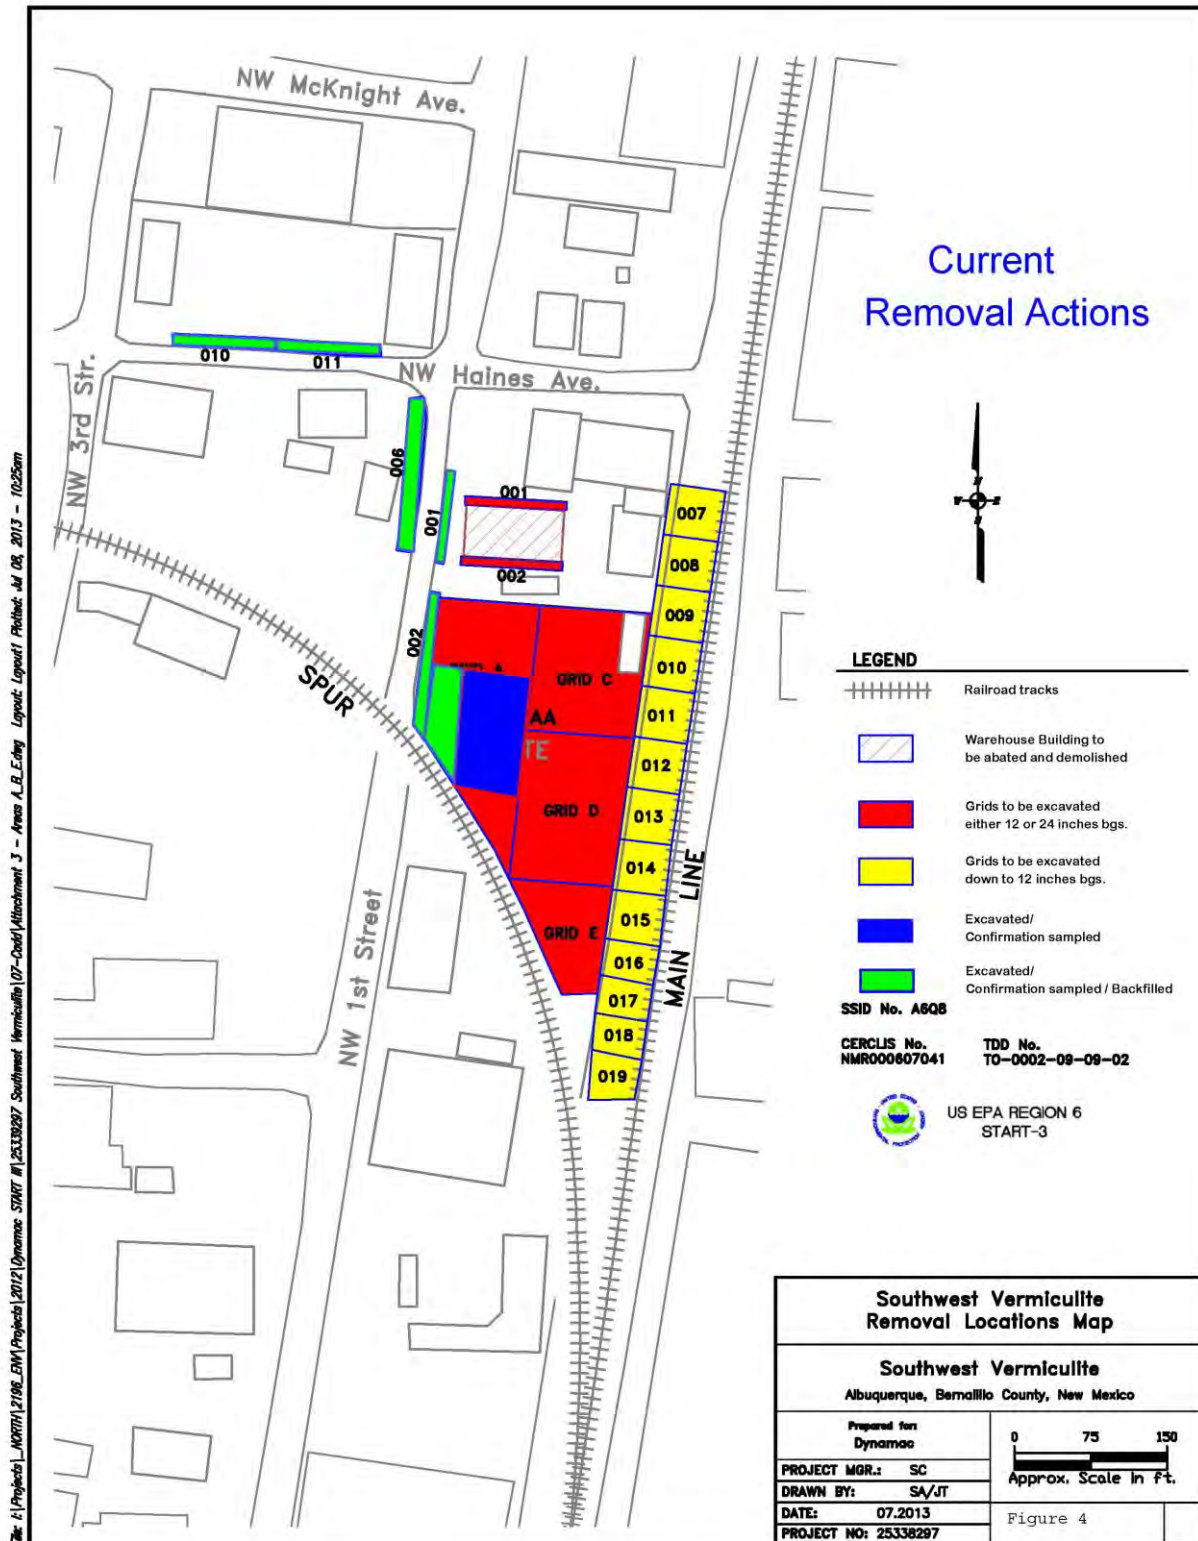 NW McKnight Ave.
Current
Removal Actions
010
011
NW Haines Ave.
NW 3rd Str.
006
001
001
002
002
007
008
009
010
011
012
013
014
015
016
017
018
019
GRID C
AA
TE
GRID D
GRID E
SPUR
MAIN LINE
NW 1st Street
LEGEND
Railroad tracks
Warehouse Building to
be abated and demolished
Grids to be excavated
either 12 or 24 inches bgs.
Grids to be excavated
down to 12 inches bgs.
Excavated/
Confirmation sampled
Excavated/
Confirmation sampled / Backfilled
SSID No. A6Q8
CERCLIS No.
NMR000607041
TDD No.
TO-0002-09-09-02
US EPA REGION 6
START-3
Southwest Vermiculite
Removal Locations Map
Southwest Vermiculite
Albuquerque, Bernalillo County, New Mexico
Prepared for:
Dynamac
PROJECT MGR.: SC
DRAWN BY: SA/JT
DATE: 07.2013
PROJECT NO: 25338297
0 75 150
Approx. Scale in ft.
Figure 4